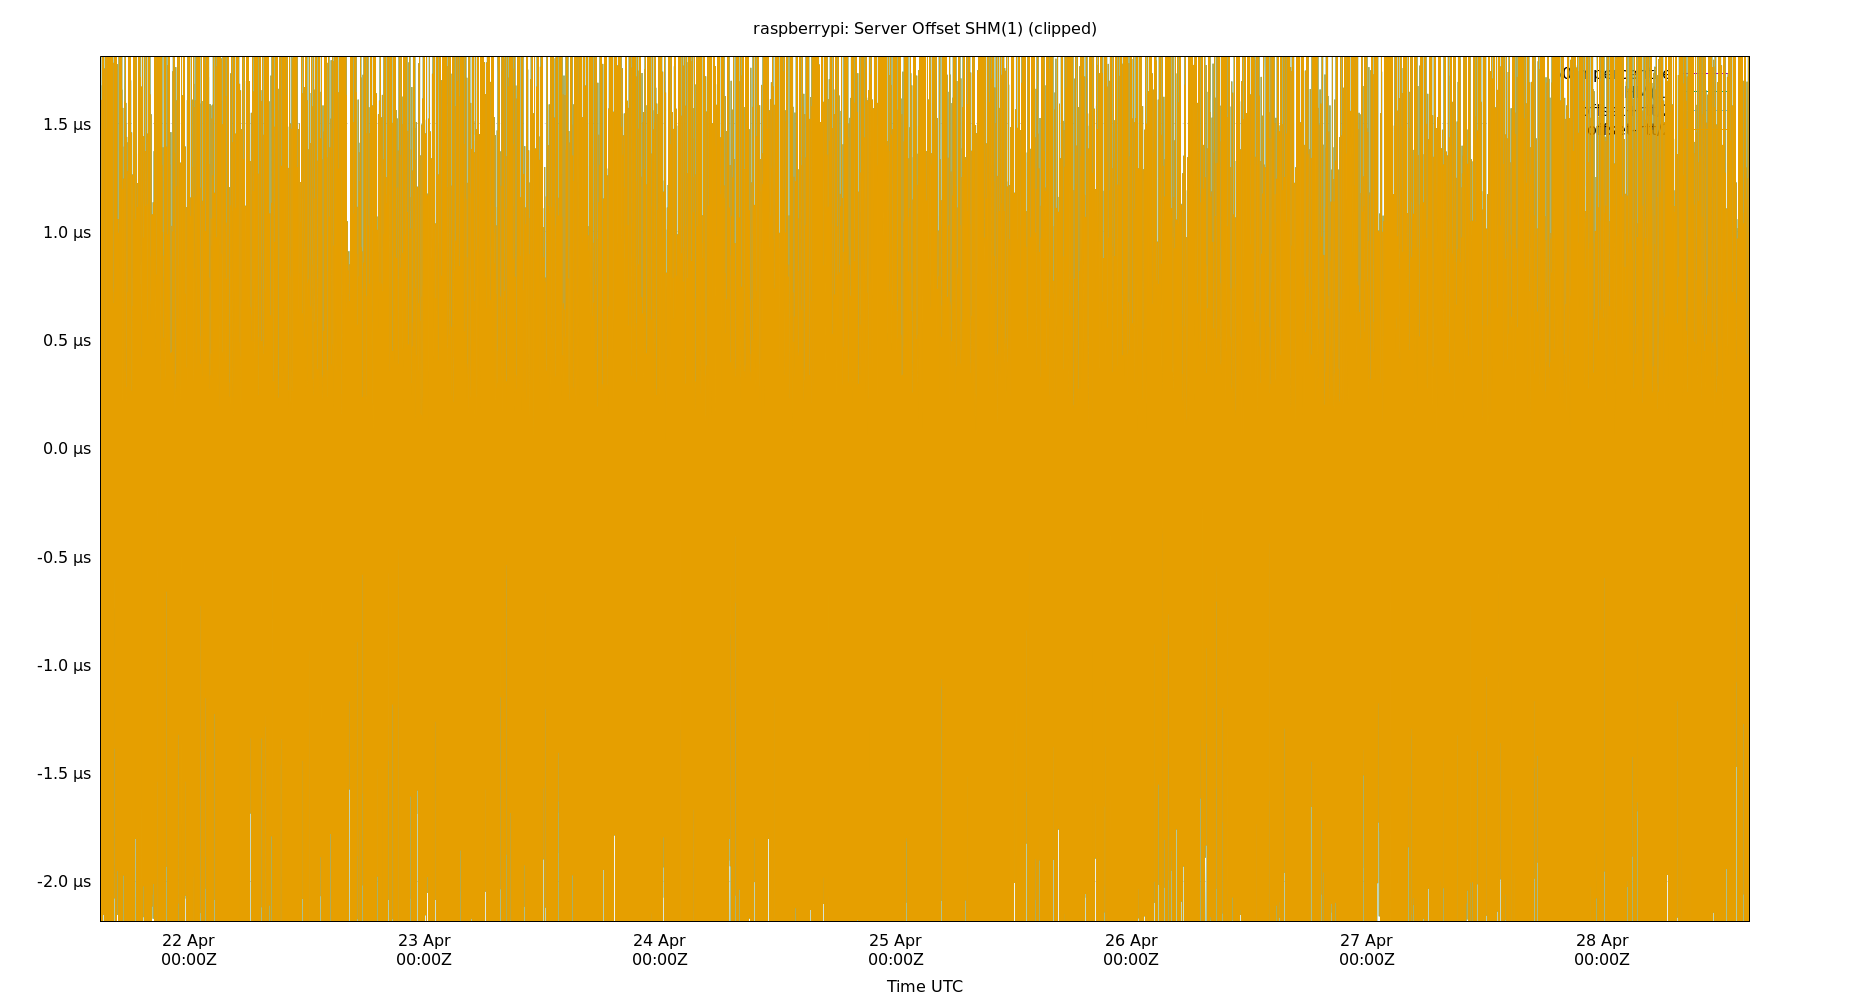 raspberrypi: Server Offset SHM(1) (clipped)
1.5 µs
1.0 µs
0.5 µs
0.0 µs
-0.5 µs
-1.0 µs
-1.5 µs
-2.0 µs
22 Apr 23 Apr 24 Apr 25 Apr 26 Apr 27 Apr 28 Apr
00:00Z 00:00Z 00:00Z 00:00Z 00:00Z 00:00Z 00:00Z
Time UTC